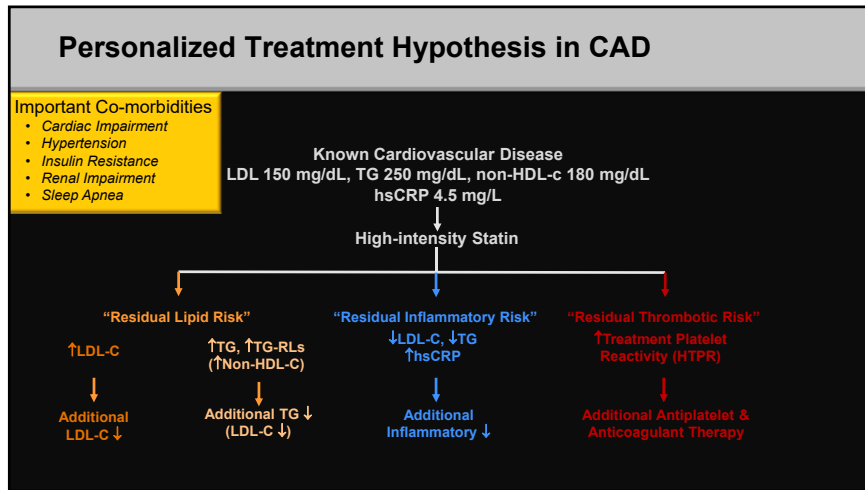 Personalized Treatment Hypothesis in CAD
Important Co-morbidities
• Cardiac Impairment
• Hypertension
• Insulin Resistance
• Renal Impairment
• Sleep Apnea
Known Cardiovascular Disease
LDL 150 mg/dL, TG 250 mg/dL, non-HDL-c 180 mg/dL
hsCRP 4.5 mg/L
High-intensity Statin
“Residual Lipid Risk”
↑LDL-C
Additional
LDL-C ↓
↑TG, ↑TG-RLs
(↑Non-HDL-C)
Additional TG ↓
(LDL-C ↓)
“Residual Inflammatory Risk”
↓LDL-C, ↓TG
↑hsCRP
Additional
Inflammatory ↓
“Residual Thrombotic Risk”
↑Treatment Platelet
Reactivity (HTPR)
Additional Antiplatelet &
Anticoagulant Therapy